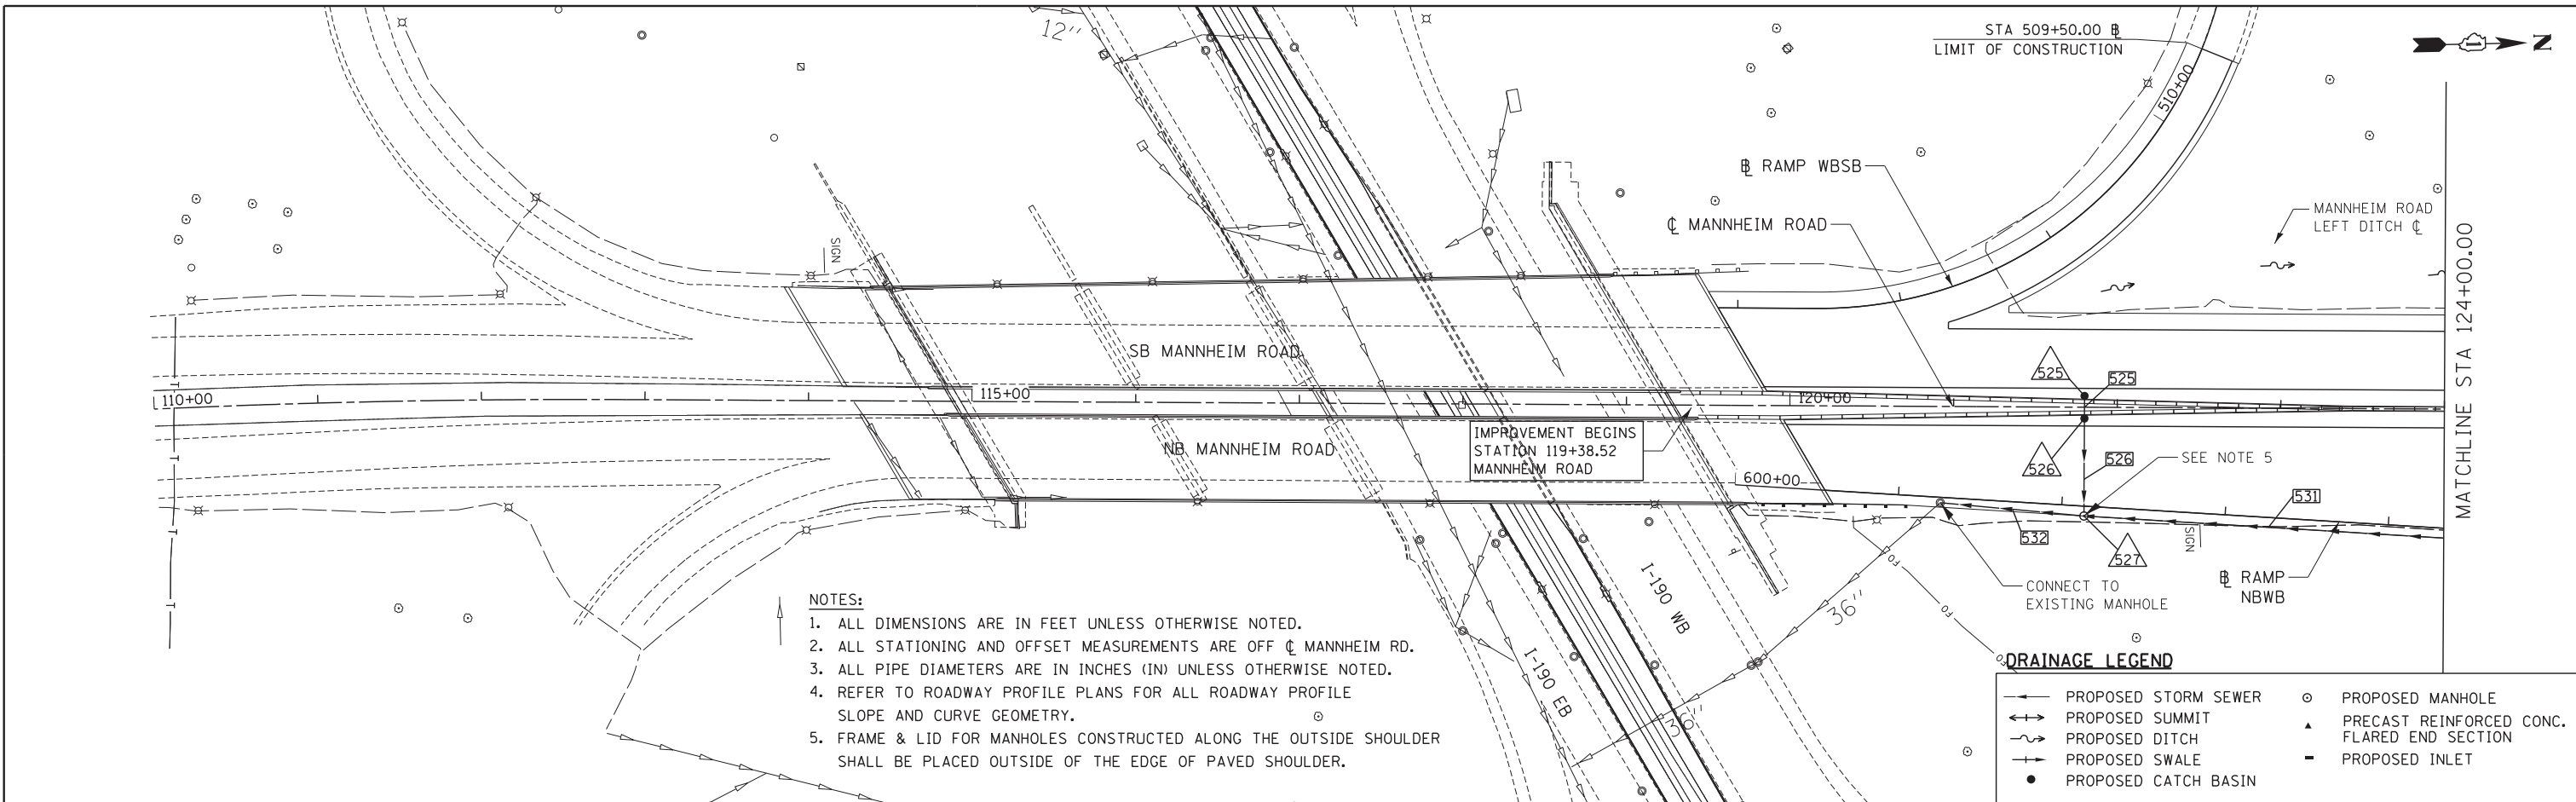 12''
STA 509+50.00 ℄
LIMIT OF CONSTRUCTION
N
510+00
℄ RAMP WBSB
℄ MANNHEIM ROAD
MANNHEIM ROAD
LEFT DITCH ℄
MATCHLINE STA 124+00.00
SIGN
SB MANNHEIM ROAD
110+00
115+00
120+00
525
525
NB MANNHEIM ROAD
IMPROVEMENT BEGINS
STATION 119+38.52
MANNHEIM ROAD
526
526
SEE NOTE 5
600+00
531
532
SIGN
527
CONNECT TO
EXISTING MANHOLE
℄ RAMP
NBWB
FO
FO
FO
36''
36''
I-190 WB
I-190 EB
T
T
T
T
NOTES:
1. ALL DIMENSIONS ARE IN FEET UNLESS OTHERWISE NOTED.
2. ALL STATIONING AND OFFSET MEASUREMENTS ARE OFF ℄ MANNHEIM RD.
3. ALL PIPE DIAMETERS ARE IN INCHES (IN) UNLESS OTHERWISE NOTED.
4. REFER TO ROADWAY PROFILE PLANS FOR ALL ROADWAY PROFILE
SLOPE AND CURVE GEOMETRY.
5. FRAME & LID FOR MANHOLES CONSTRUCTED ALONG THE OUTSIDE SHOULDER
SHALL BE PLACED OUTSIDE OF THE EDGE OF PAVED SHOULDER.
DRAINAGE LEGEND
PROPOSED STORM SEWER
PROPOSED SUMMIT
PROPOSED DITCH
PROPOSED SWALE
PROPOSED CATCH BASIN
PROPOSED MANHOLE
PRECAST REINFORCED CONC.
FLARED END SECTION
PROPOSED INLET